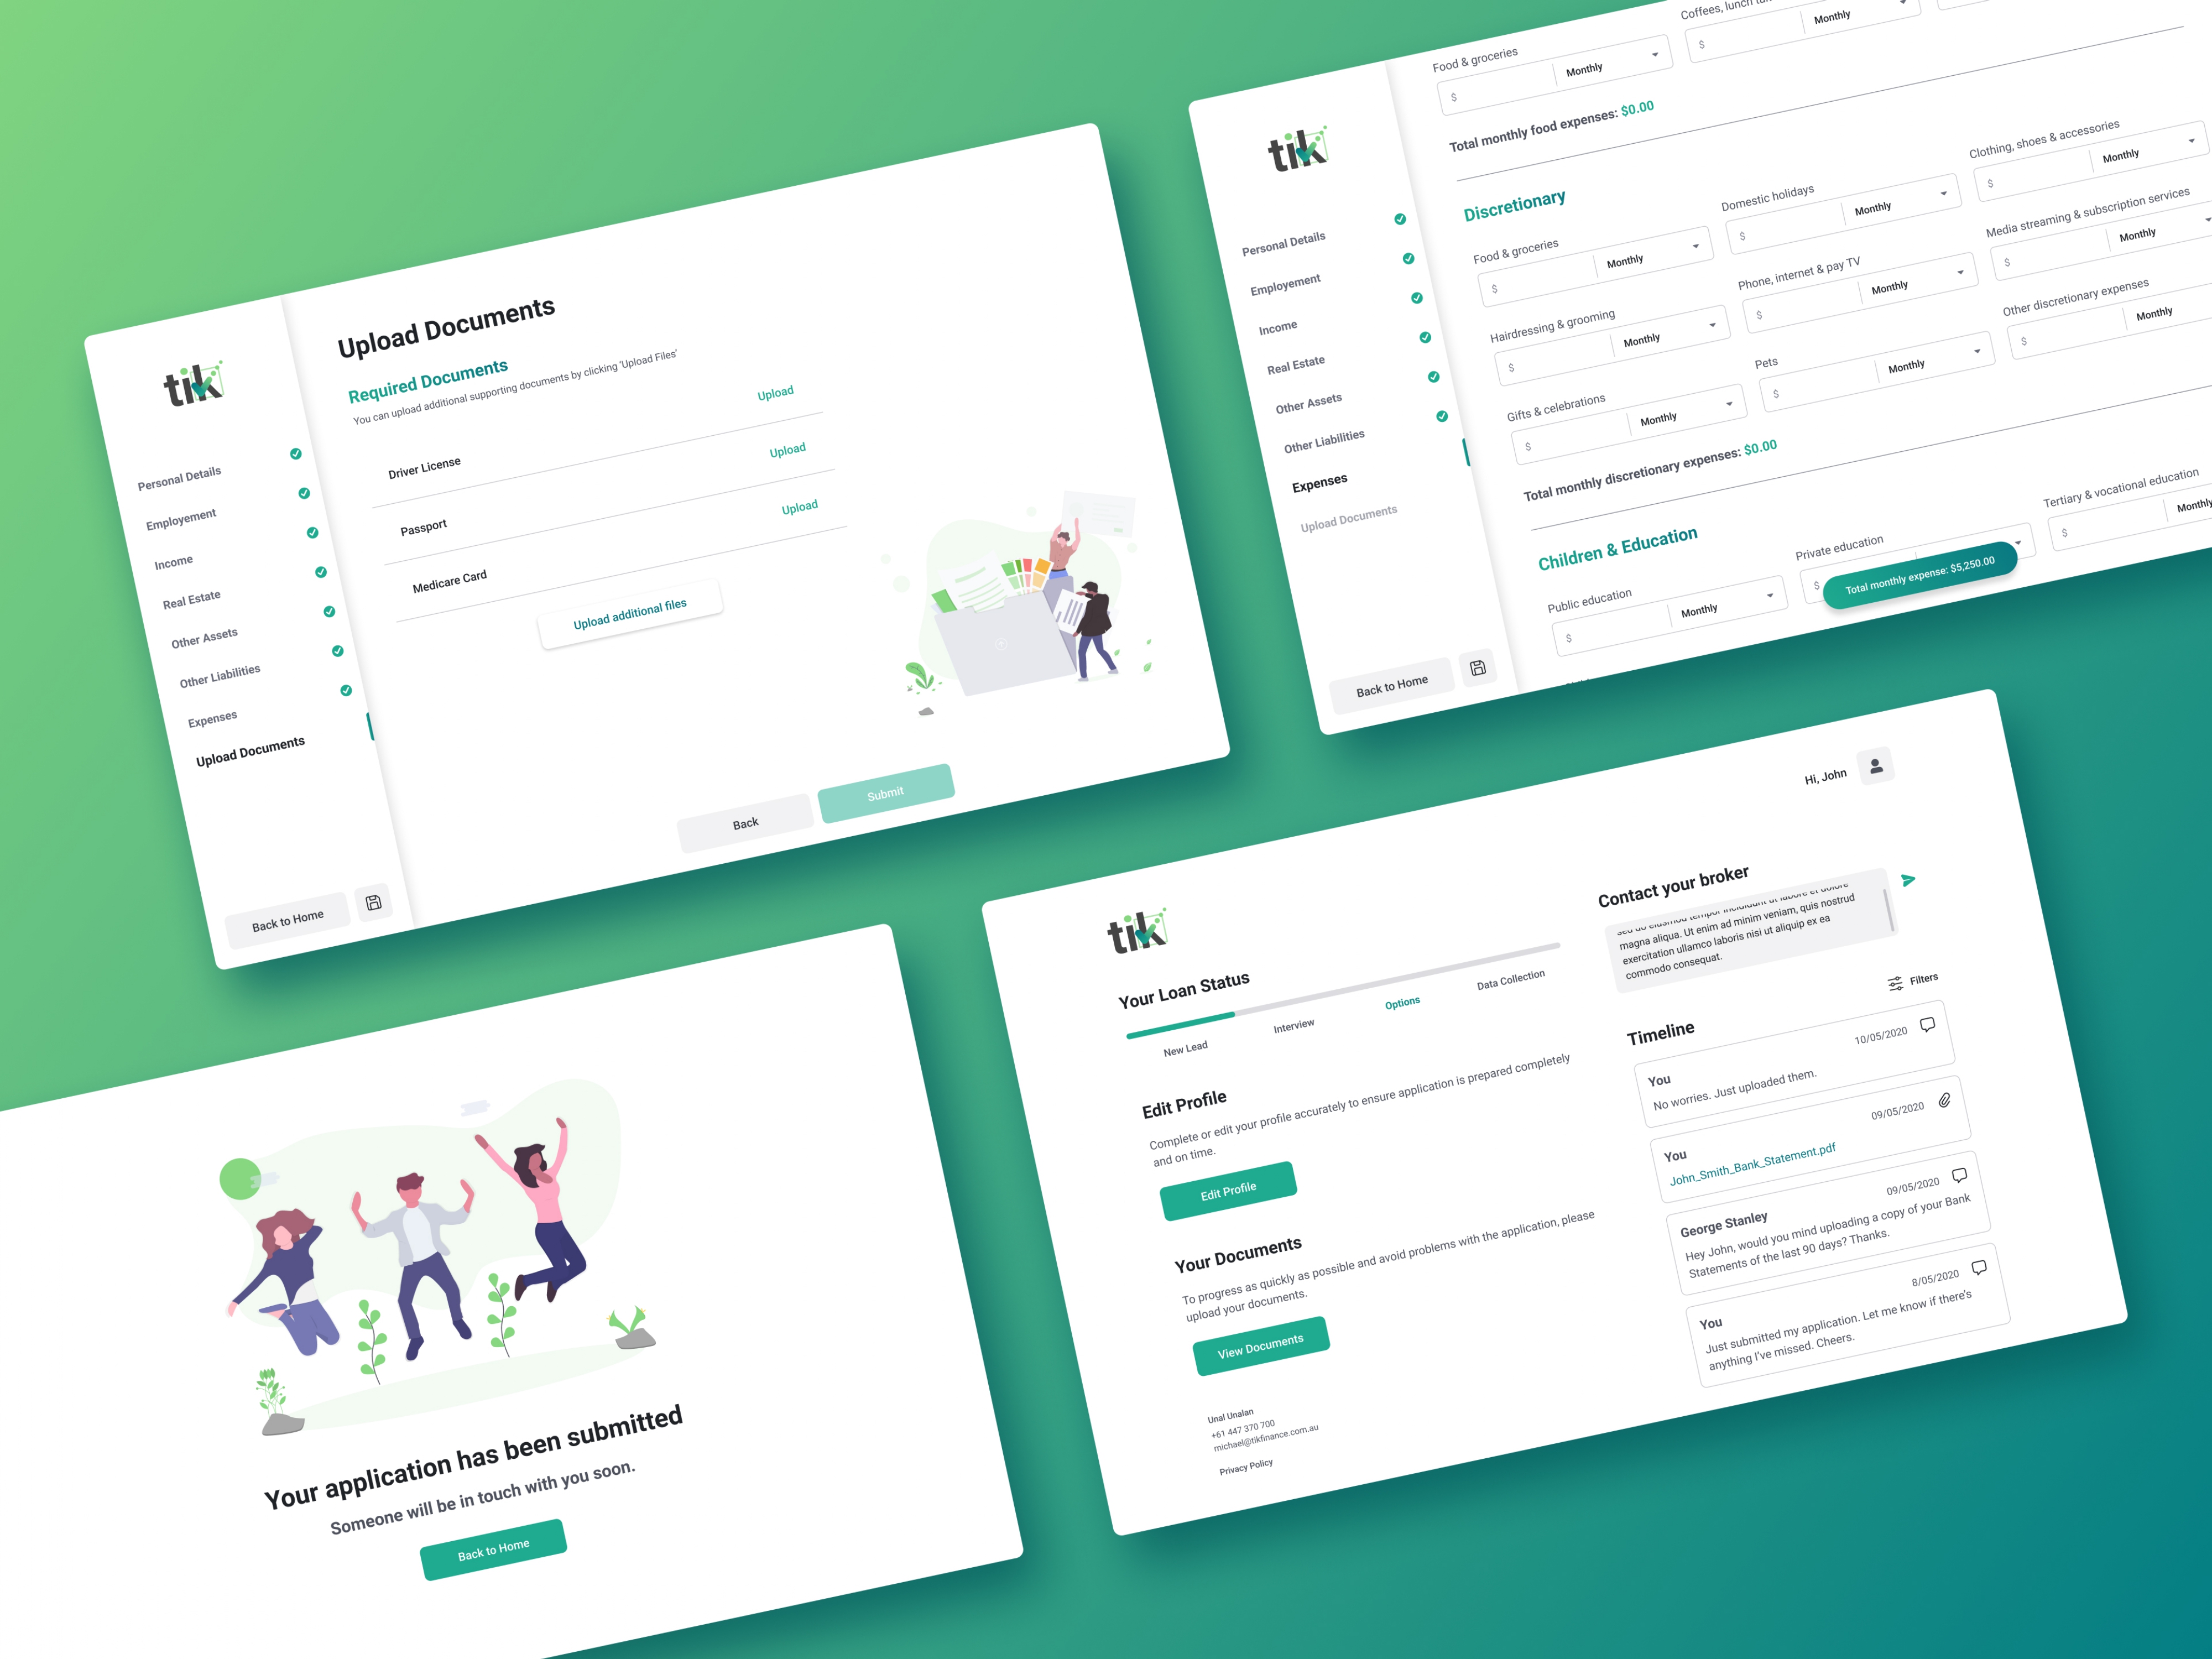 tik
Personal Details
Employement
Income
Real Estate
Other Assets
Other Liabilities
Expenses
Upload Documents
Back to Home
Upload Documents
Required Documents
You can upload additional supporting documents by clicking 'Upload Files'
Driver License
Upload
Passport
Upload
Medicare Card
Upload
Upload additional files
Back
Submit
tik
Personal Details
Employement
Income
Real Estate
Other Assets
Other Liabilities
Expenses
Upload Documents
Back to Home
Food & groceries
$
Monthly
Coffees, lunch
$
Monthly
Total monthly food expenses: $0.00
Discretionary
Food & groceries
$
Monthly
Domestic holidays
$
Monthly
Clothing, shoes & accessories
$
Monthly
Hairdressing & grooming
$
Monthly
Phone, internet & pay TV
$
Monthly
Media streaming & subscription services
$
Monthly
Gifts & celebrations
$
Monthly
Pets
$
Monthly
Other discretionary expenses
$
Monthly
Total monthly discretionary expenses: $0.00
Children & Education
Public education
$
Monthly
Private education
$
Tertiary & vocational education
$
Monthly
Total monthly expense: $5,250.00
Your application has been submitted
Someone will be in touch with you soon.
Back to Home
tik
Hi, John
Your Loan Status
New Lead
Interview
Options
Data Collection
Edit Profile
Complete or edit your profile accurately to ensure application is prepared completely
and on time.
Edit Profile
Your Documents
To progress as quickly as possible and avoid problems with the application, please
upload your documents.
View Documents
Unal Unalan
+61 447 370 700
michael@tikfinance.com.au
Privacy Policy
Contact your broker
sed do eiusmod tempor incididunt ut labore et dolore
magna aliqua. Ut enim ad minim veniam, quis nostrud
exercitation ullamco laboris nisi ut aliquip ex ea
commodo consequat.
Filters
Timeline
You
10/05/2020
No worries. Just uploaded them.
You
09/05/2020
John_Smith_Bank_Statement.pdf
George Stanley
09/05/2020
Hey John, would you mind uploading a copy of your Bank
Statements of the last 90 days? Thanks.
You
8/05/2020
Just submitted my application. Let me know if there's
anything I've missed. Cheers.